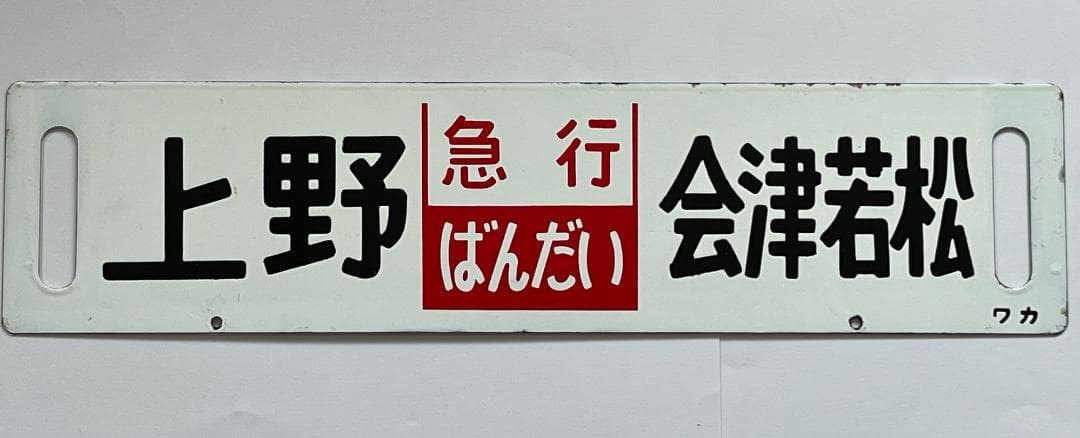 上野
急行
ばんだい
会津若松
ワカ